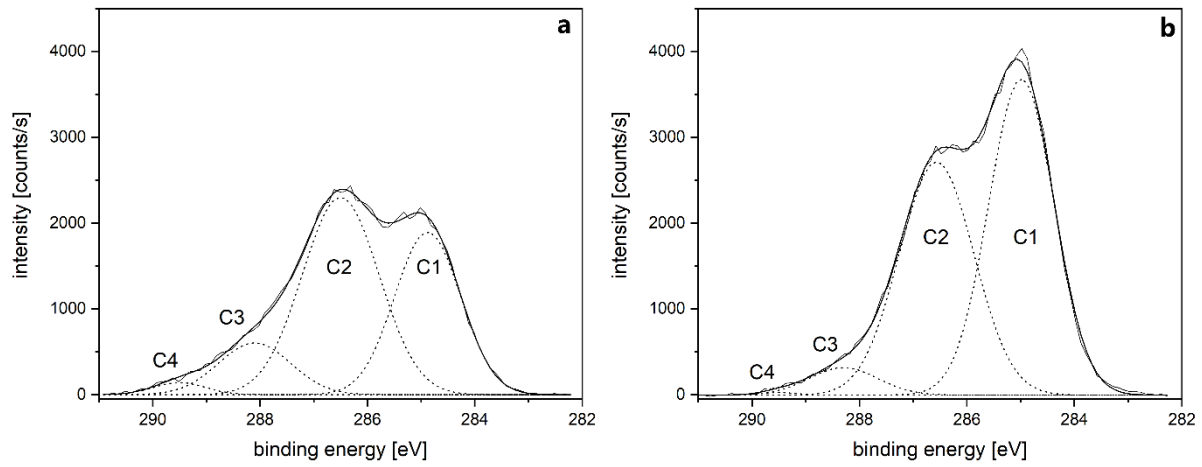 a
4000
3000
2000
1000
0
intensity [counts/s]
C4
C3
C2
C1
290 288 286 284 282
binding energy [eV]
b
4000
3000
2000
1000
0
intensity [counts/s]
C4
C3
C2
C1
290 288 286 284 282
binding energy [eV]